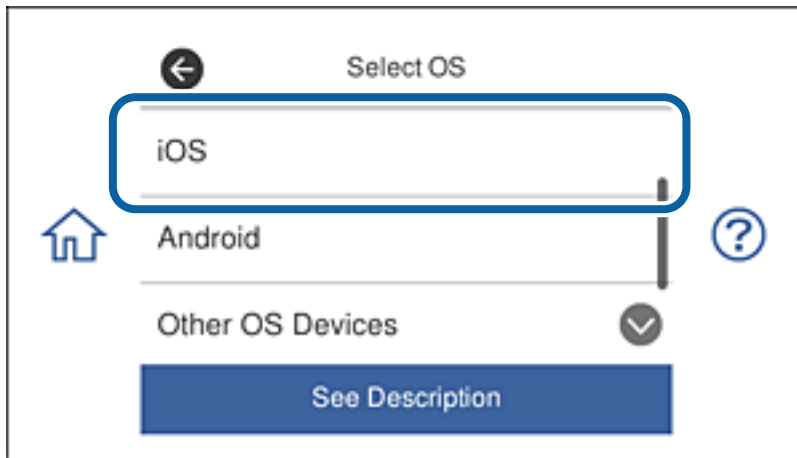 Select OS
iOS
Android
Other OS Devices
See Description